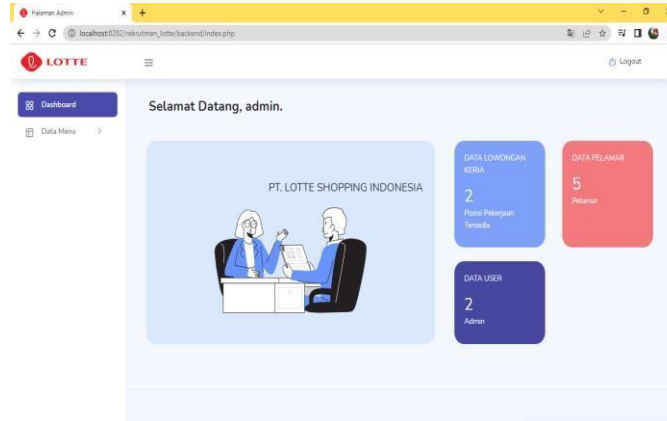 Halaman Admin
localhost:8282/rekrutmen_lotte/backend/index.php
LOTTE
Logout
Dashboard
Data Menu
Selamat Datang, admin.
PT. LOTTE SHOPPING INDONESIA
DATA LOWONGAN
KERJA
2
Posisi Pekerjaan
Tersedia
DATA PELAMAR
5
Pelamar
DATA USER
2
Admin